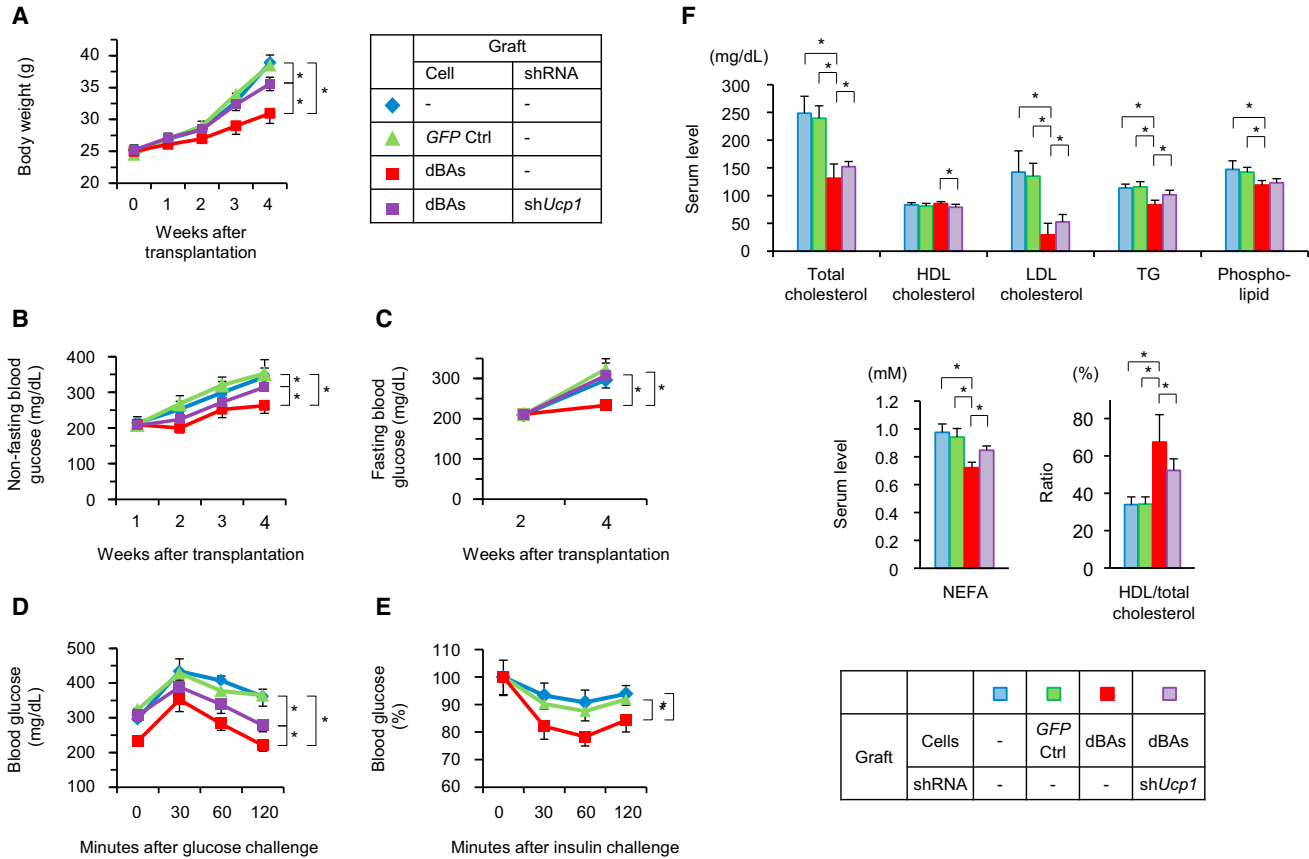 A
Body weight (g)
40
35
30
25
20
0 1 2 3 4
Weeks after
transplantation
* * *
Graft
Cell shRNA
- -
GFP Ctrl -
dBAs -
dBAs shUcp1
B
Non-fasting blood
glucose (mg/dL)
400
300
200
100
0
1 2 3 4
Weeks after transplantation
* * *
C
Fasting blood
glucose (mg/dL)
300
200
100
0
2 4
Weeks after transplantation
* *
D
Blood glucose
(mg/dL)
500
400
300
200
100
0 30 60 120
Minutes after glucose challenge
* * *
E
Blood glucose
(%)
110
100
90
80
70
60
0 30 60 120
Minutes after insulin challenge
* *
F
(mg/dL)
Serum level
300
250
200
150
100
50
0
* * * * * * * * * * * *
Total
cholesterol
HDL
cholesterol
LDL
cholesterol
TG
Phospho-
lipid
(mM)
Serum level
1.2
1.0
0.8
0.6
0.4
0.2
0
* * *
NEFA
(%)
Ratio
80
60
40
20
0
* * *
HDL/total
cholesterol
Graft
Cells - GFP Ctrl dBAs dBAs
shRNA - - - shUcp1